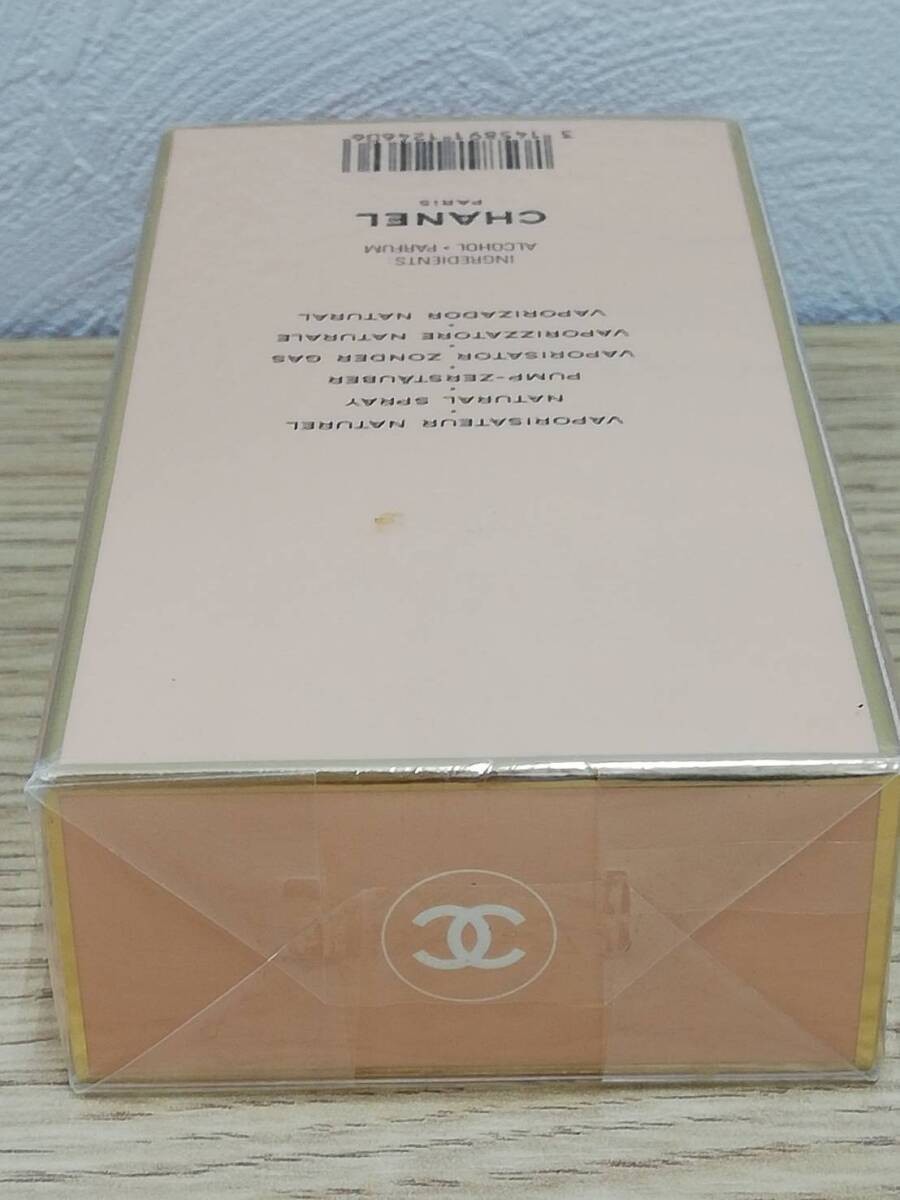 VAPORISATEUR NATUREL
•
NATURAL SPRAY
•
PUMP-ZERSTÄUBER
•
VAPORISATOR ZONDER GAS
•
VAPORIZZATORE NATURALE
•
VAPORIZADOR NATURAL
INGREDIENTS:
ALCOHOL • PARFUM
CHANEL
PARIS
3 145891 124606